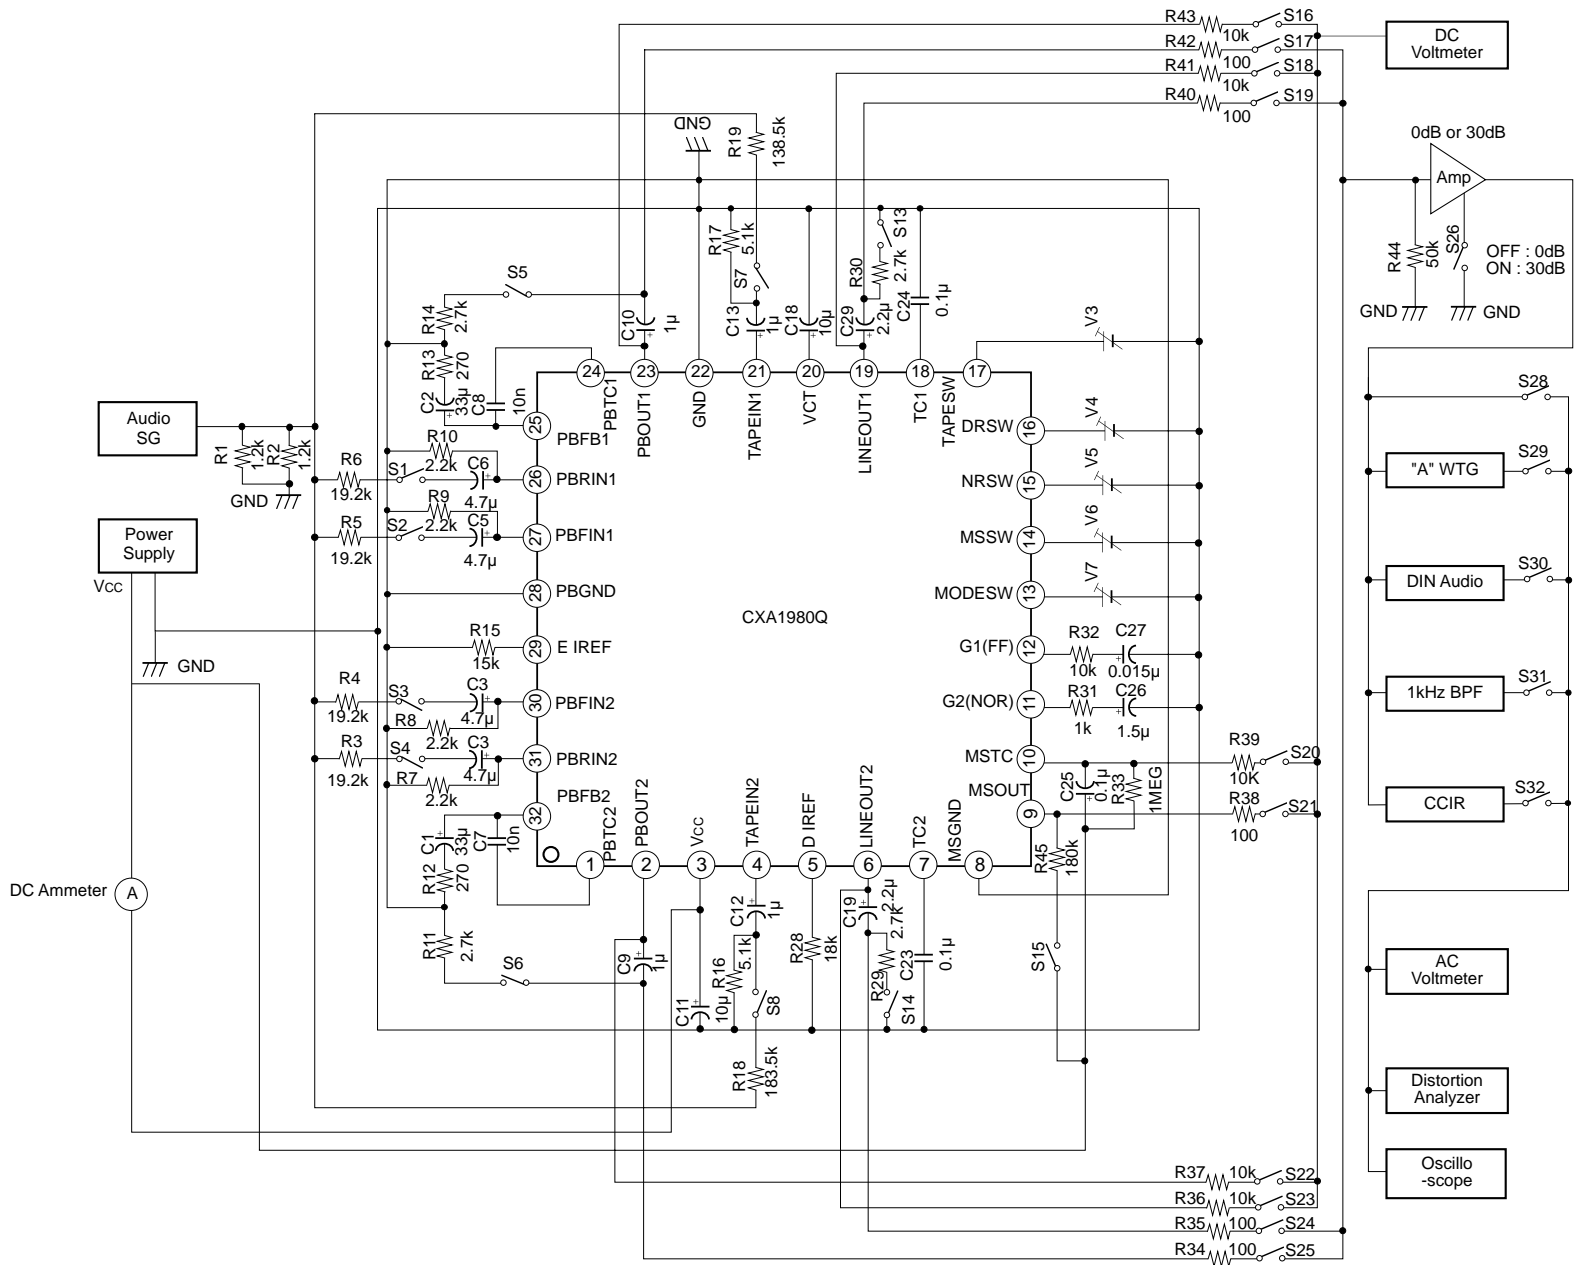 R43 10k S16
R42 100 S17
R41 10k S18
R40 100 S19
DC
Voltmeter
GND
R19
138.5k
0dB or 30dB
Amp
R44
50k
S26
OFF : 0dB
ON : 30dB
GND
GND
S5
R14
2.7k
R13
270
C2
33µ
C8
10n
C10
1µ
R17
5.1k
S7
C13
1µ
C18
10µ
S13
R30
2.7k
C29
2.2µ
C24
0.1µ
V3
24
23
22
21
20
19
18
17
PBTC1
PBOUT1
GND
TAPEIN1
VCT
LINEOUT1
TC1
TAPESW
Audio
SG
R1
1.2k
R2
1.2k
GND
R6
19.2k
S1
R10
2.2k
C6
4.7µ
R5
19.2k
S2
R9
2.2k
C5
4.7µ
25
PBFB1
26
PBRIN1
27
PBFIN1
28
PBGND
29
E IREF
30
PBFIN2
31
PBRIN2
32
PBFB2
CXA1980Q
DRSW
16
V4
NRSW
15
V5
MSSW
14
V6
MODESW
13
V7
G1(FF)
12
R32
10k
C27
0.015µ
G2(NOR)
11
R31
1k
C26
1.5µ
MSTC
10
MSOUT
9
C25
0.1µ
R33
1MEG
R39
10K
S20
R38
100
S21
R45
180k
S15
Power
Supply
VCC
GND
R15
15k
R4
19.2k
S3
C3
4.7µ
R8
2.2k
R3
19.2k
S4
C3
4.7µ
R7
2.2k
C1
33µ
C7
10n
R12
270
R11
2.7k
S6
DC Ammeter
A
PBTC2
PBOUT2
VCC
TAPEIN2
D IREF
LINEOUT2
TC2
MSGND
1
2
3
4
5
6
7
8
C9
1µ
C11
10µ
C12
1µ
R16
5.1k
S8
R18
183.5k
R28
18k
C19
2.2µ
R29
2.7k
S14
C23
0.1µ
S28
"A" WTG
S29
DIN Audio
S30
1kHz BPF
S31
CCIR
S32
AC
Voltmeter
Distortion
Analyzer
Oscillo
-scope
R37 10k S22
R36 10k S23
R35 100 S24
R34 100 S25